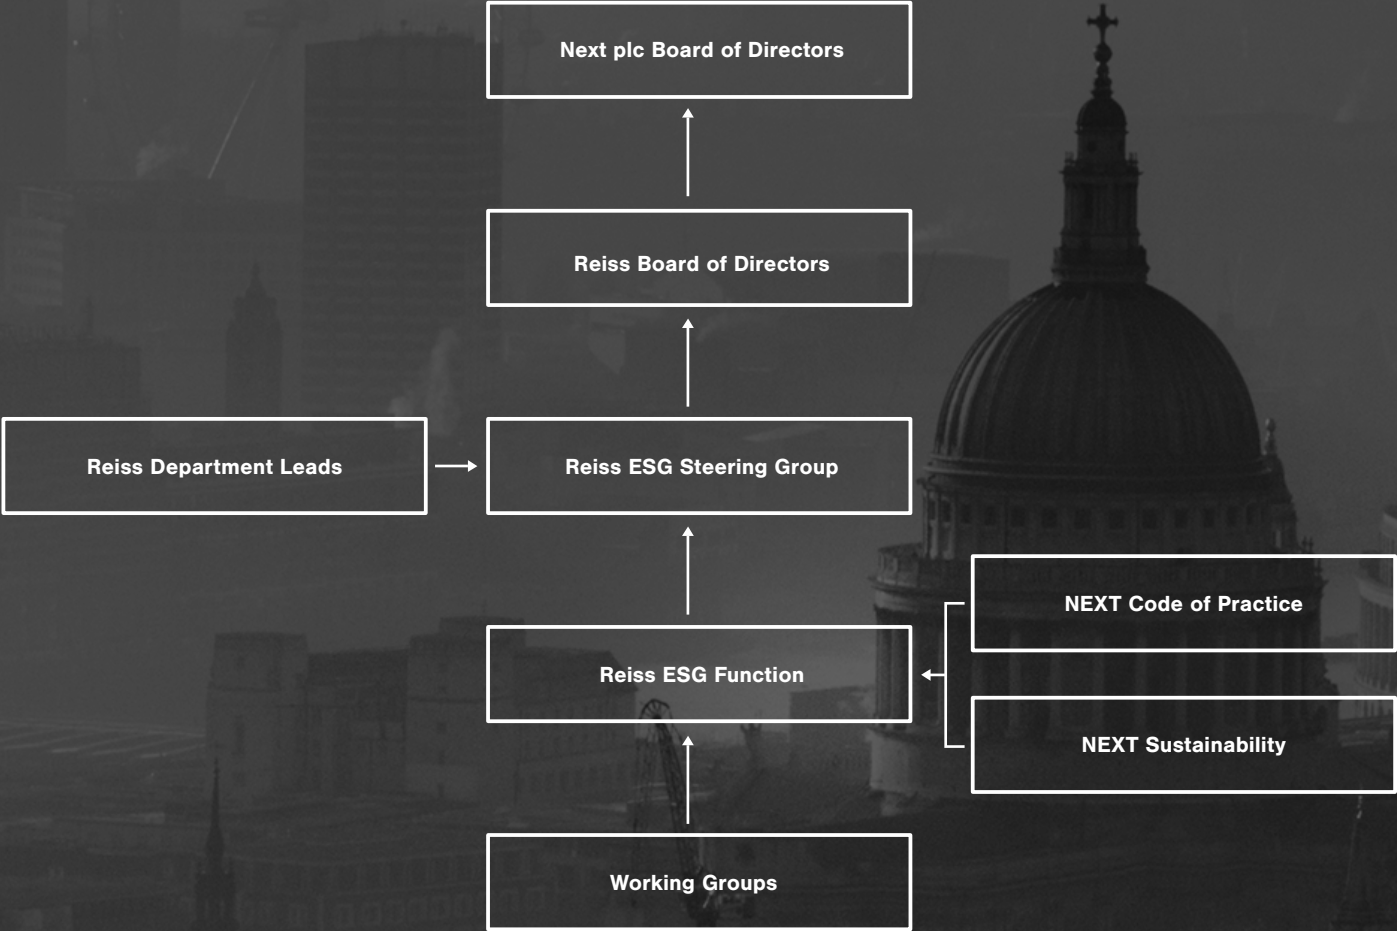 Next plc Board of Directors
Reiss Board of Directors
Reiss Department Leads
Reiss ESG Steering Group
NEXT Code of Practice
Reiss ESG Function
NEXT Sustainability
Working Groups